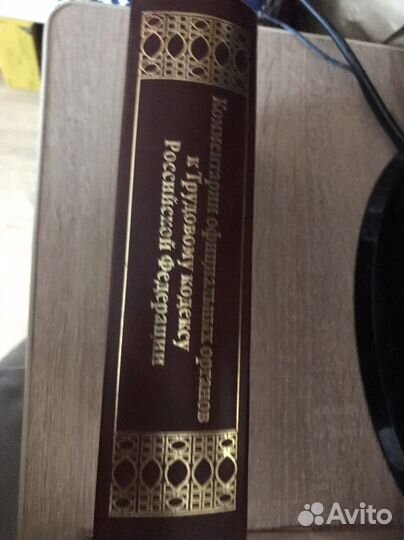 Комментарии официальных органов
к Трудовому кодексу
Российской Федерации
Avito